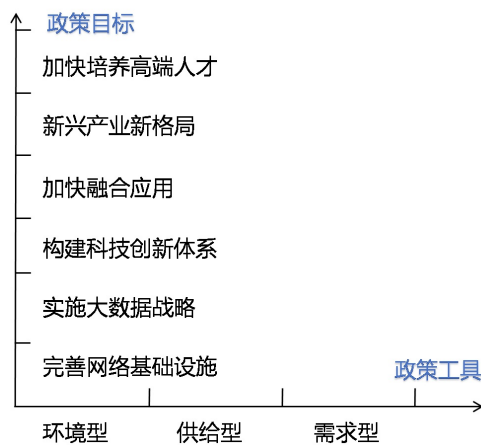 政策目标
加快培养高端人才
新兴产业新格局
加快融合应用
构建科技创新体系
实施大数据战略
完善网络基础设施
政策工具
环境型 供给型 需求型